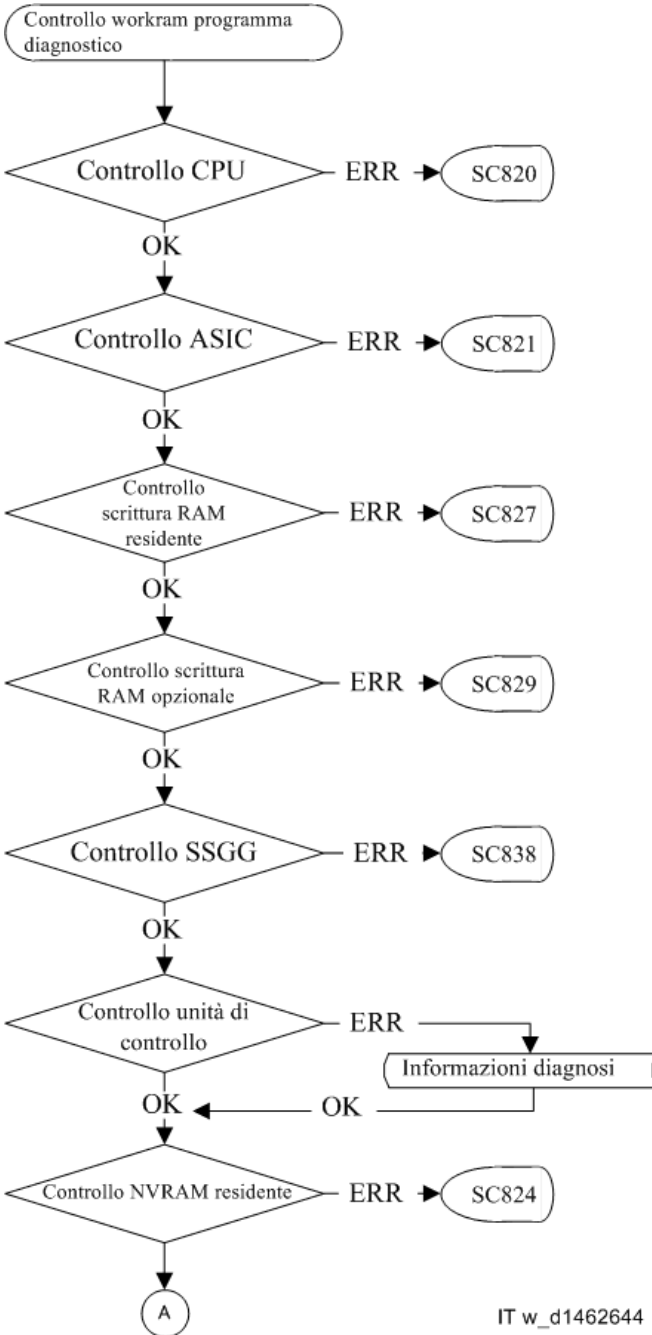 Controllo workram programma
diagnostico
Controllo CPU
ERR
SC820
OK
Controllo ASIC
ERR
SC821
OK
Controllo
scrittura RAM
residente
ERR
SC827
OK
Controllo scrittura
RAM opzionale
ERR
SC829
OK
Controllo SSGG
ERR
SC838
OK
Controllo unità di
controllo
ERR
Informazioni diagnosi
OK
OK
Controllo NVRAM residente
ERR
SC824
A
IT w_d1462644